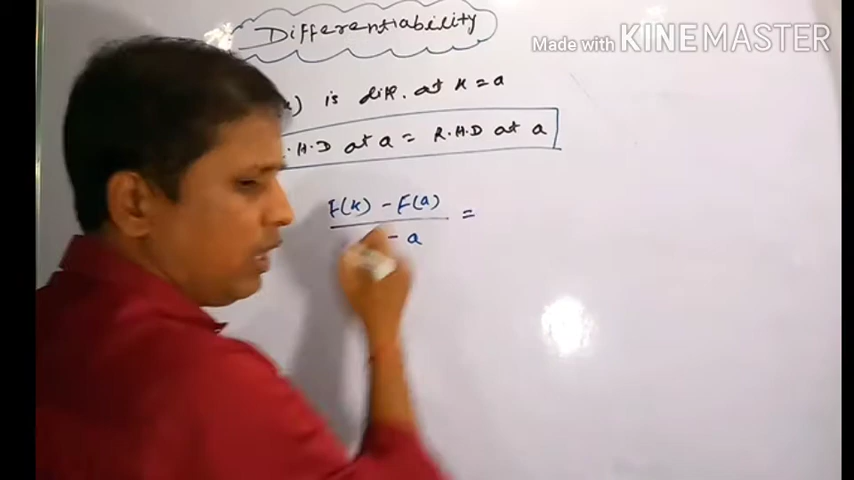 Differentiability
Made with KINEMASTER
) is diff. at x = a
.H.D at a = R.H.D at a
F(x) - F(a) =
- a